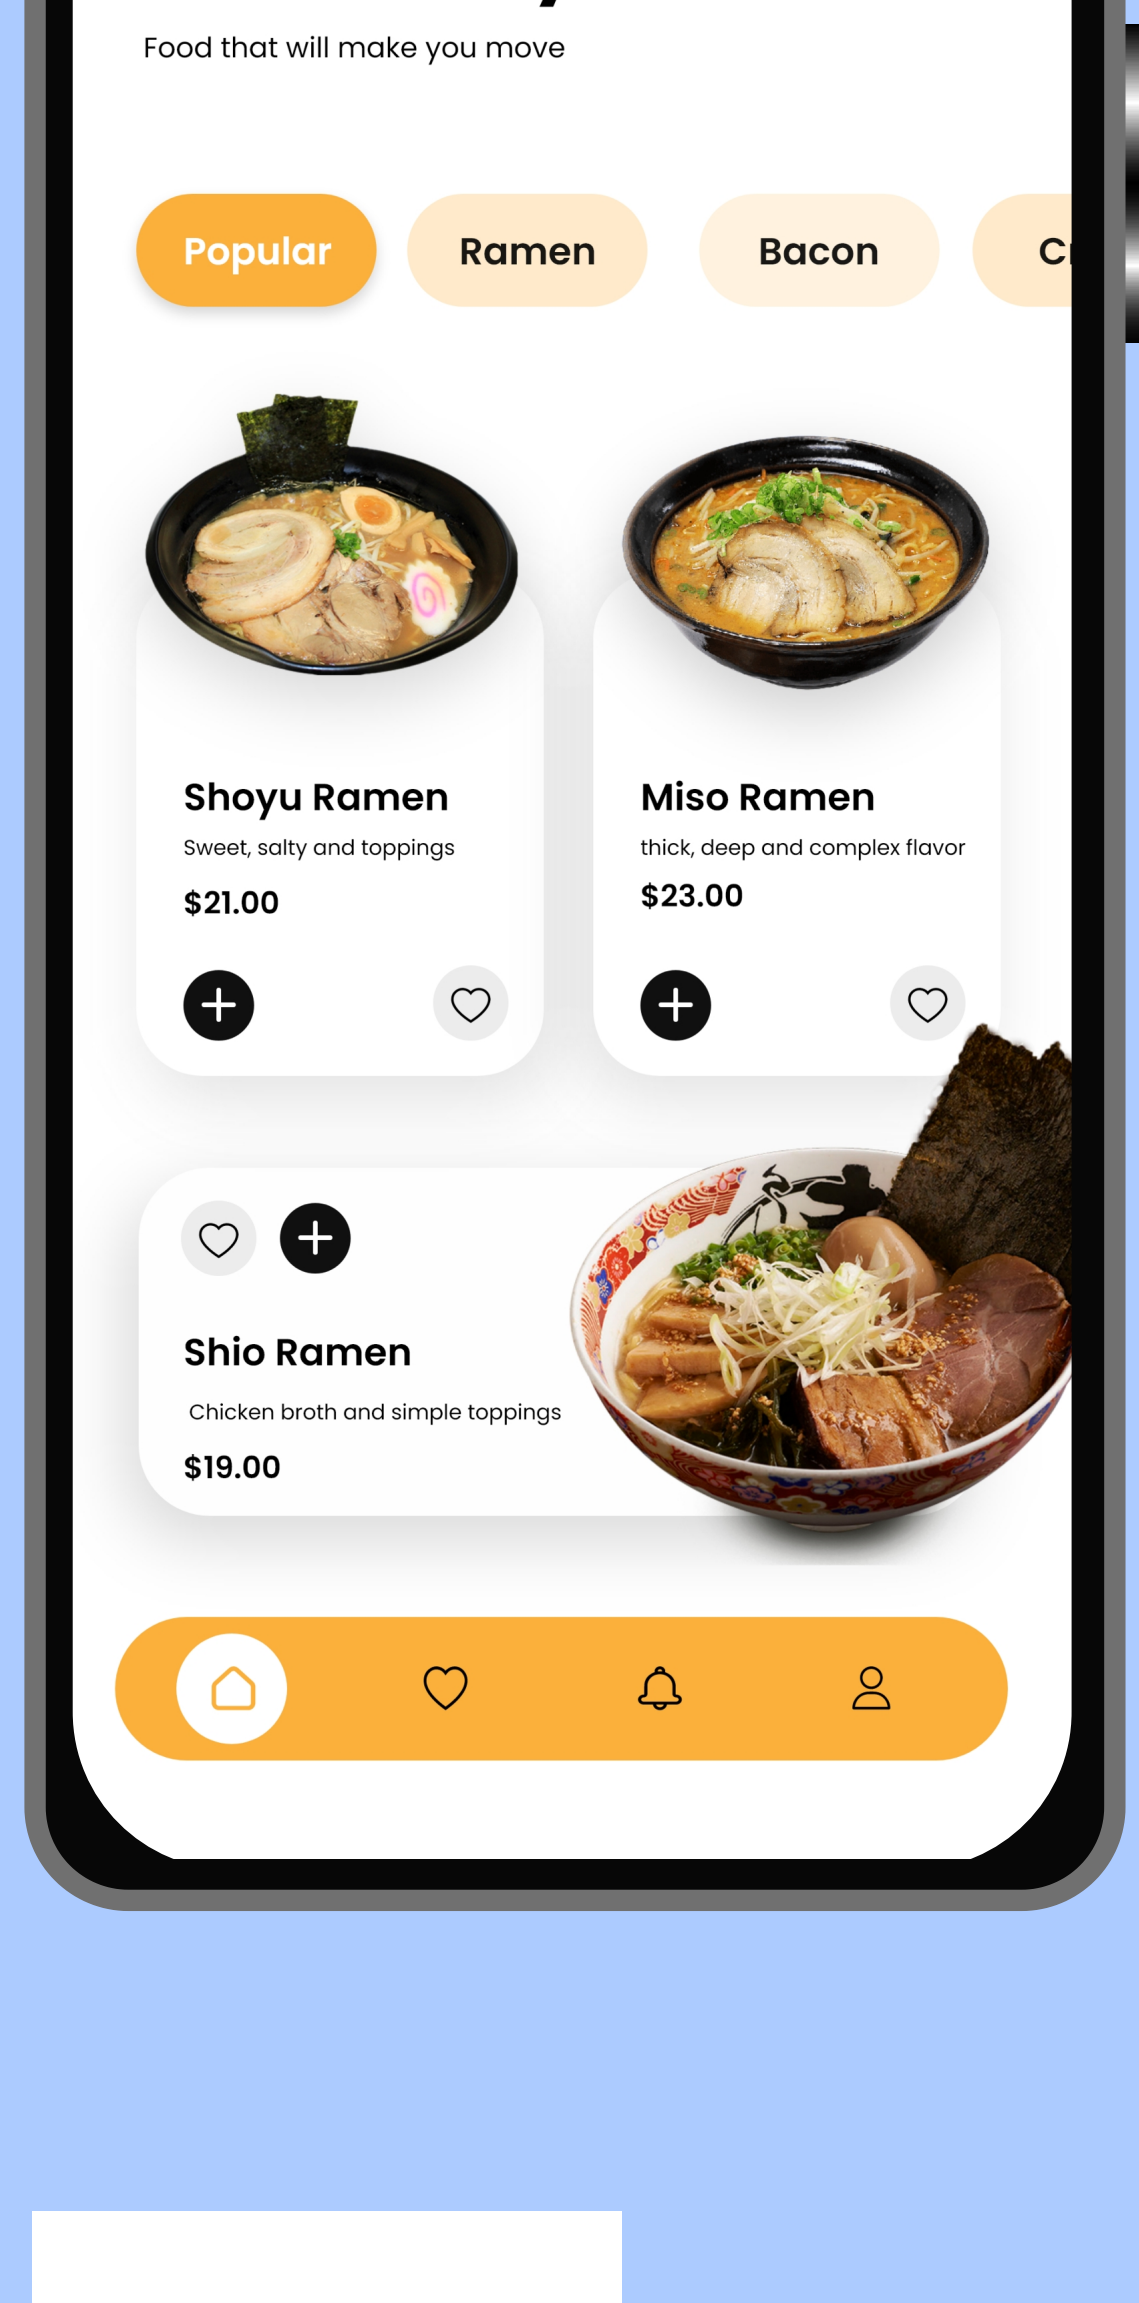 Food that will make you move
Popular
Ramen
Bacon
Shoyu Ramen
Sweet, salty and toppings
$21.00
Miso Ramen
thick, deep and complex flavor
$23.00
Shio Ramen
Chicken broth and simple toppings
$19.00